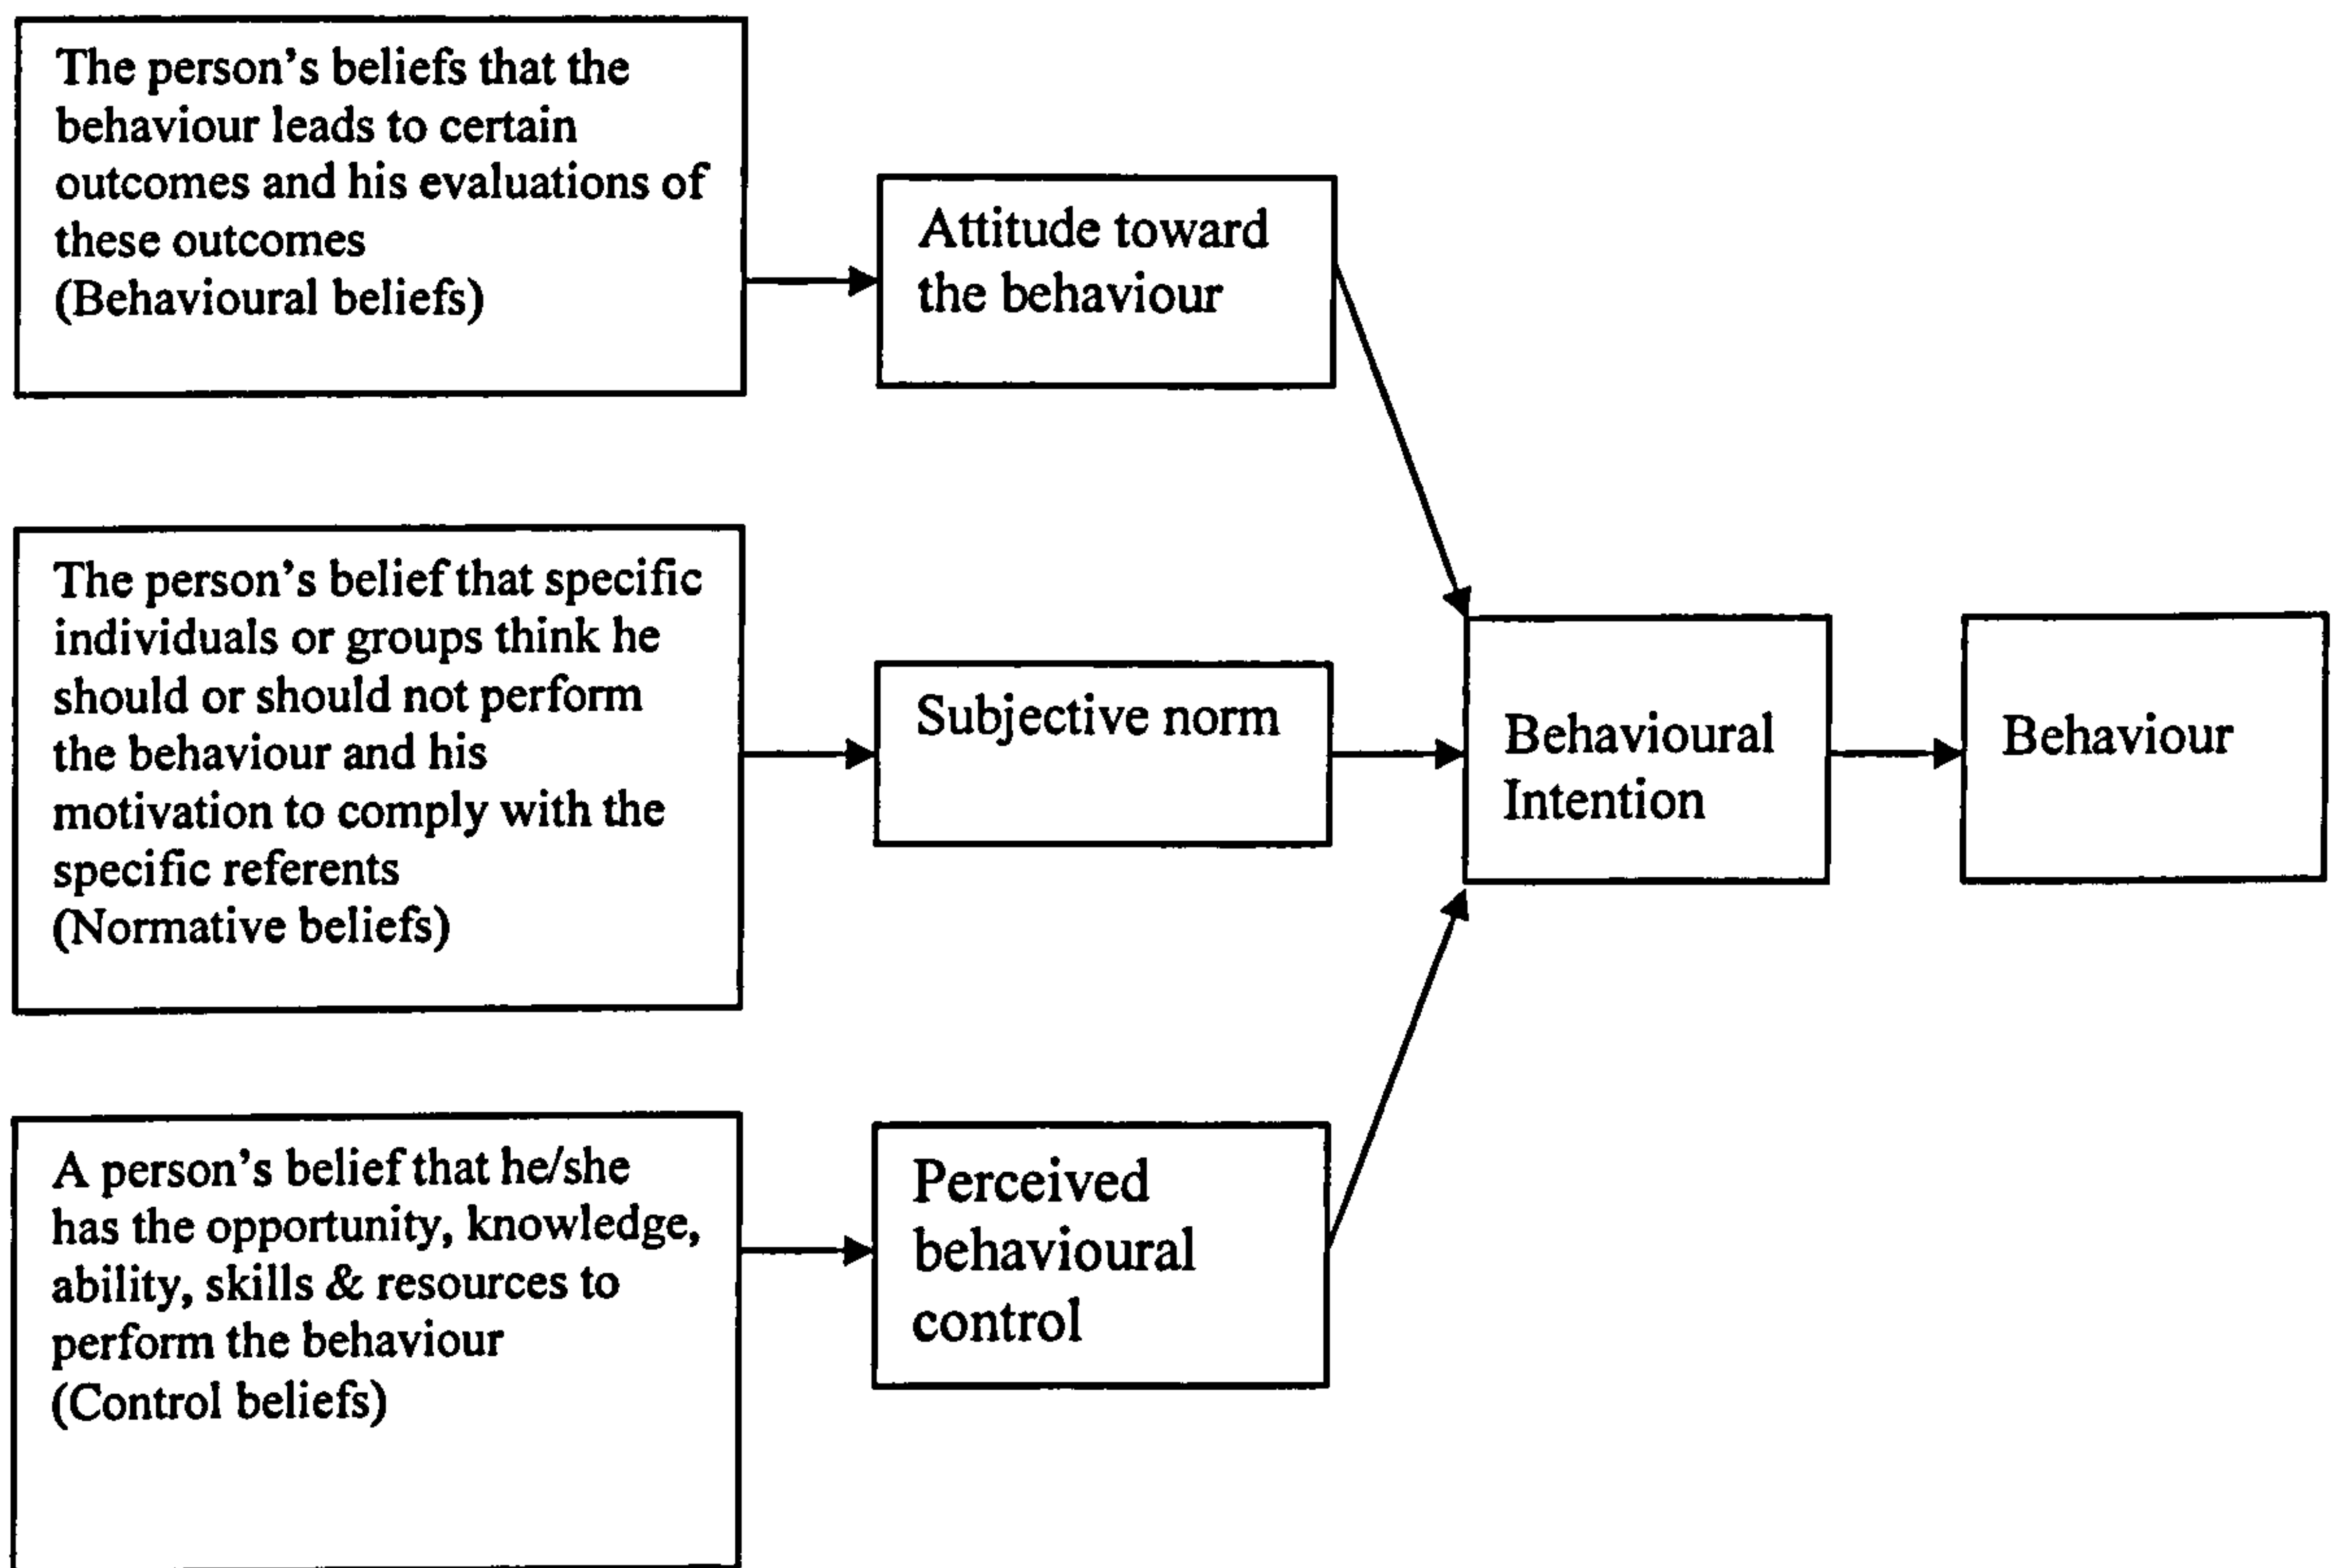 The person's beliefs that the
behaviour leads to certain
outcomes and his evaluations of
these outcomes
(Behavioural beliefs)
Attitude toward
the behaviour
The person's belief that specific
individuals or groups think he
should or should not perform
the behaviour and his
motivation to comply with the
specific referents
(Normative beliefs)
Subjective norm
Behavioural
Intention
Behaviour
A person's belief that he/she
has the opportunity, knowledge,
ability, skills & resources to
perform the behaviour
(Control beliefs)
Perceived
behavioural
control